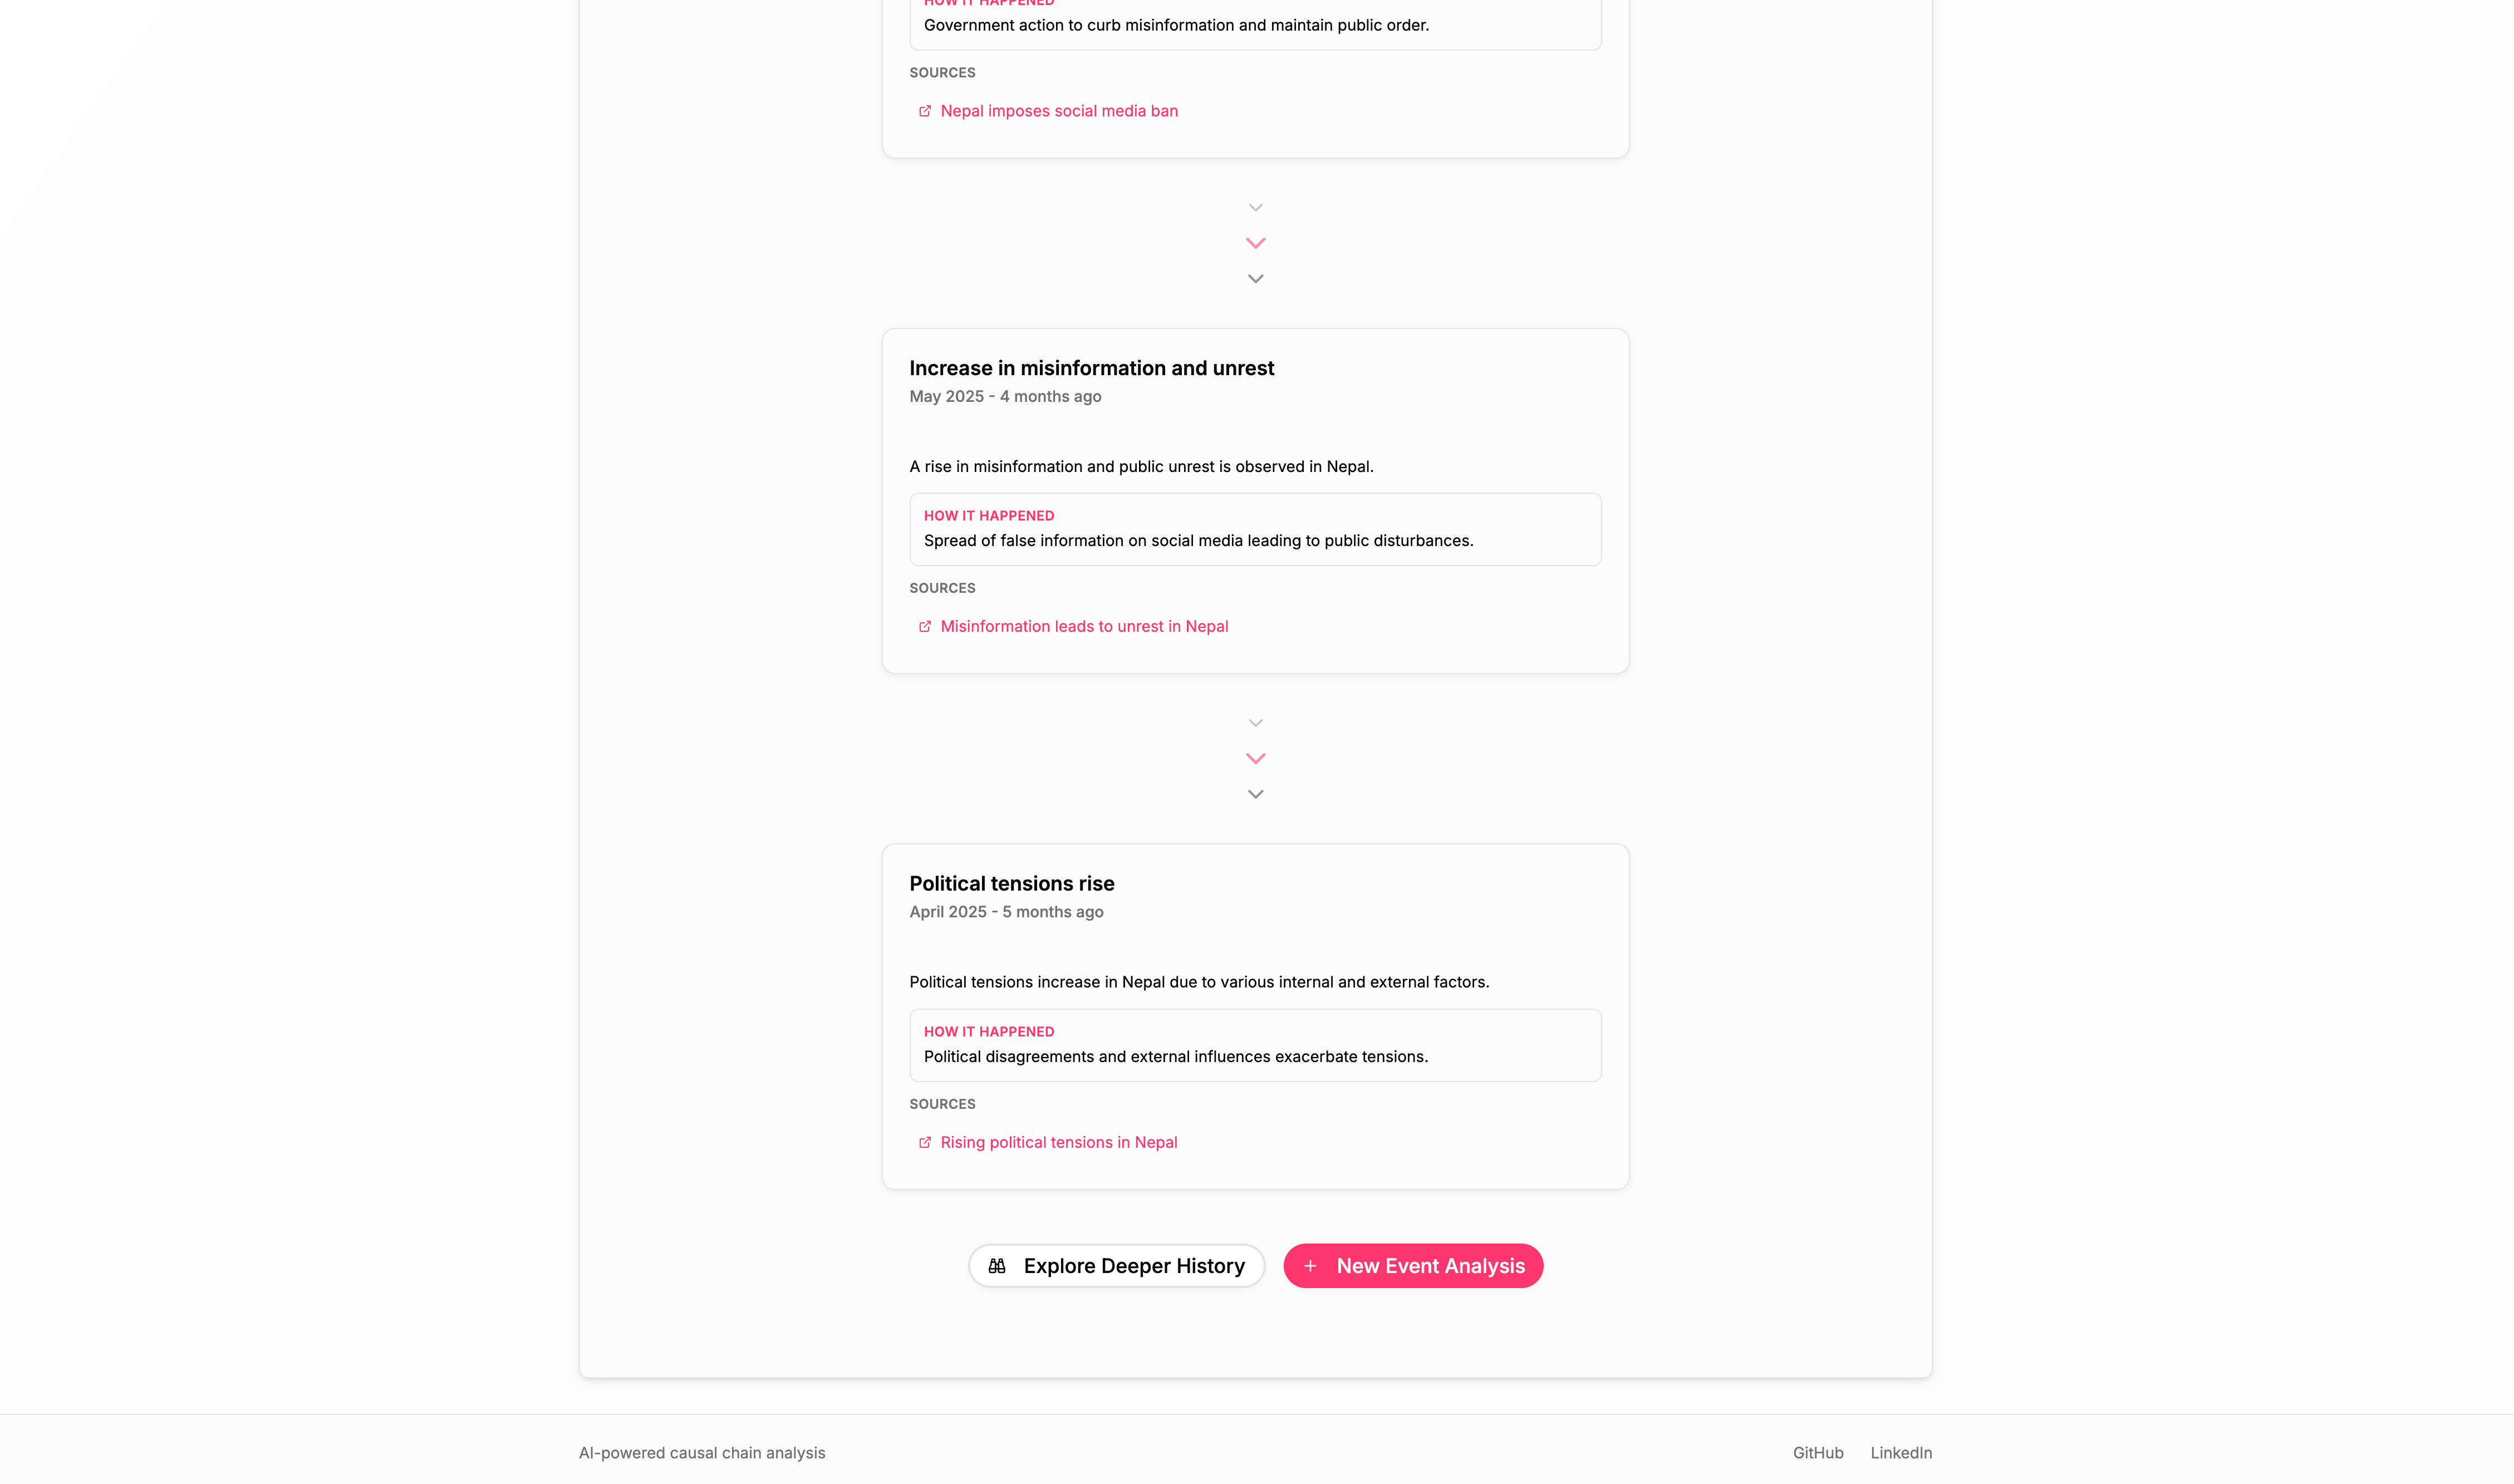 HOW IT HAPPENED
Government action to curb misinformation and maintain public order.
SOURCES
Nepal imposes social media ban
Increase in misinformation and unrest
May 2025 - 4 months ago
A rise in misinformation and public unrest is observed in Nepal.
HOW IT HAPPENED
Spread of false information on social media leading to public disturbances.
SOURCES
Misinformation leads to unrest in Nepal
Political tensions rise
April 2025 - 5 months ago
Political tensions increase in Nepal due to various internal and external factors.
HOW IT HAPPENED
Political disagreements and external influences exacerbate tensions.
SOURCES
Rising political tensions in Nepal
Explore Deeper History
New Event Analysis
AI-powered causal chain analysis
GitHub
LinkedIn